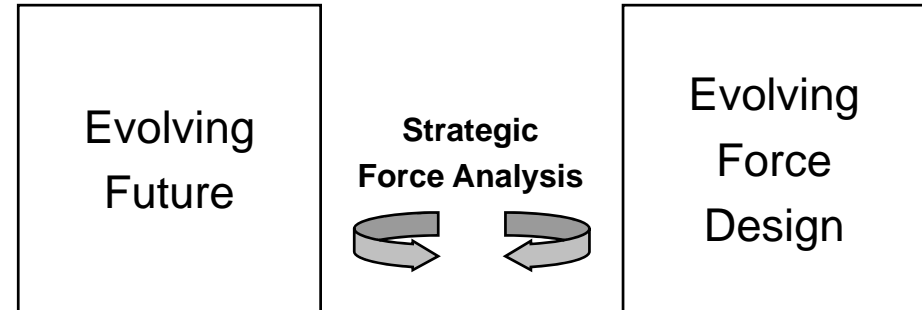 Evolving
Future
Strategic
Force Analysis
Evolving
Force
Design